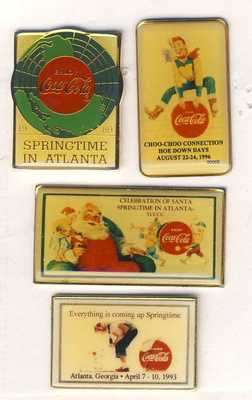 ENJOY
Coca-Cola
19
SPRINGTIME
IN ATLANTA
Coca-Cola
CHOO-CHOO CONNECTION
HOE DOWN DAYS
AUGUST 22-24, 1996
CELEBRATION OF SANTA
SPRINGTIME IN ATLANTA-
Coca-Cola
Everything is coming up Springtime
Coca-Cola
Atlanta, Georgia • April 7 - 10, 1993